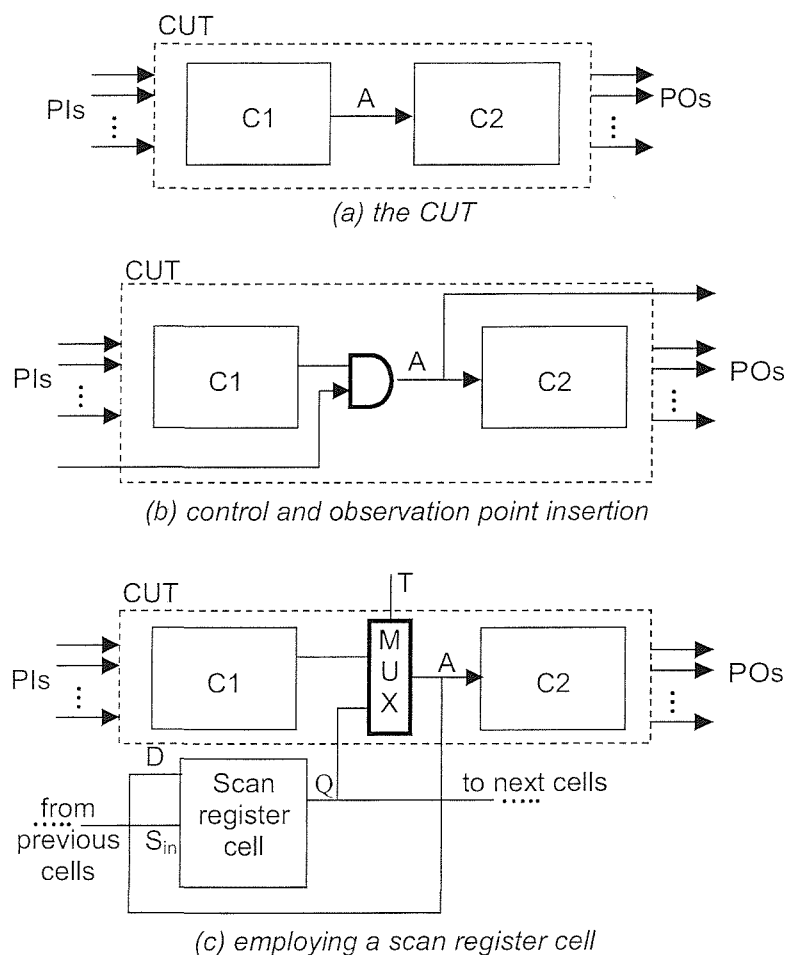 CUT
PIs
C1
A
C2
POs
(a) the CUT
CUT
PIs
C1
A
C2
POs
(b) control and observation point insertion
T
CUT
PIs
C1
M
U
X
A
C2
POs
D
Scan
register
cell
Q
to next cells
from
previous
cells
Sin
(c) employing a scan register cell